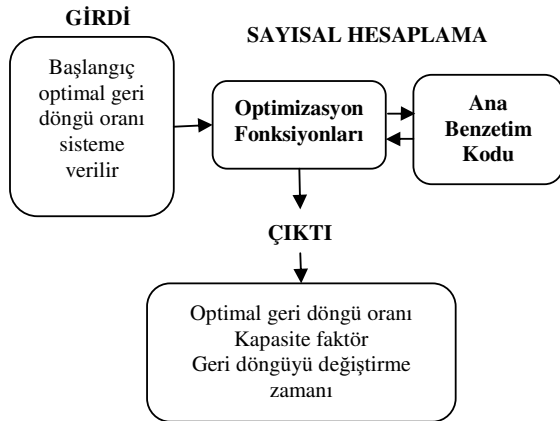 GİRDİ
SAYISAL HESAPLAMA
Başlangıç
optimal geri
döngü oranı
sisteme
verilir
Optimizasyon
Fonksiyonları
Ana
Benzetim
Kodu
ÇIKTI
Optimal geri döngü oranı
Kapasite faktör
Geri döngüyü değiştirme
zamanı